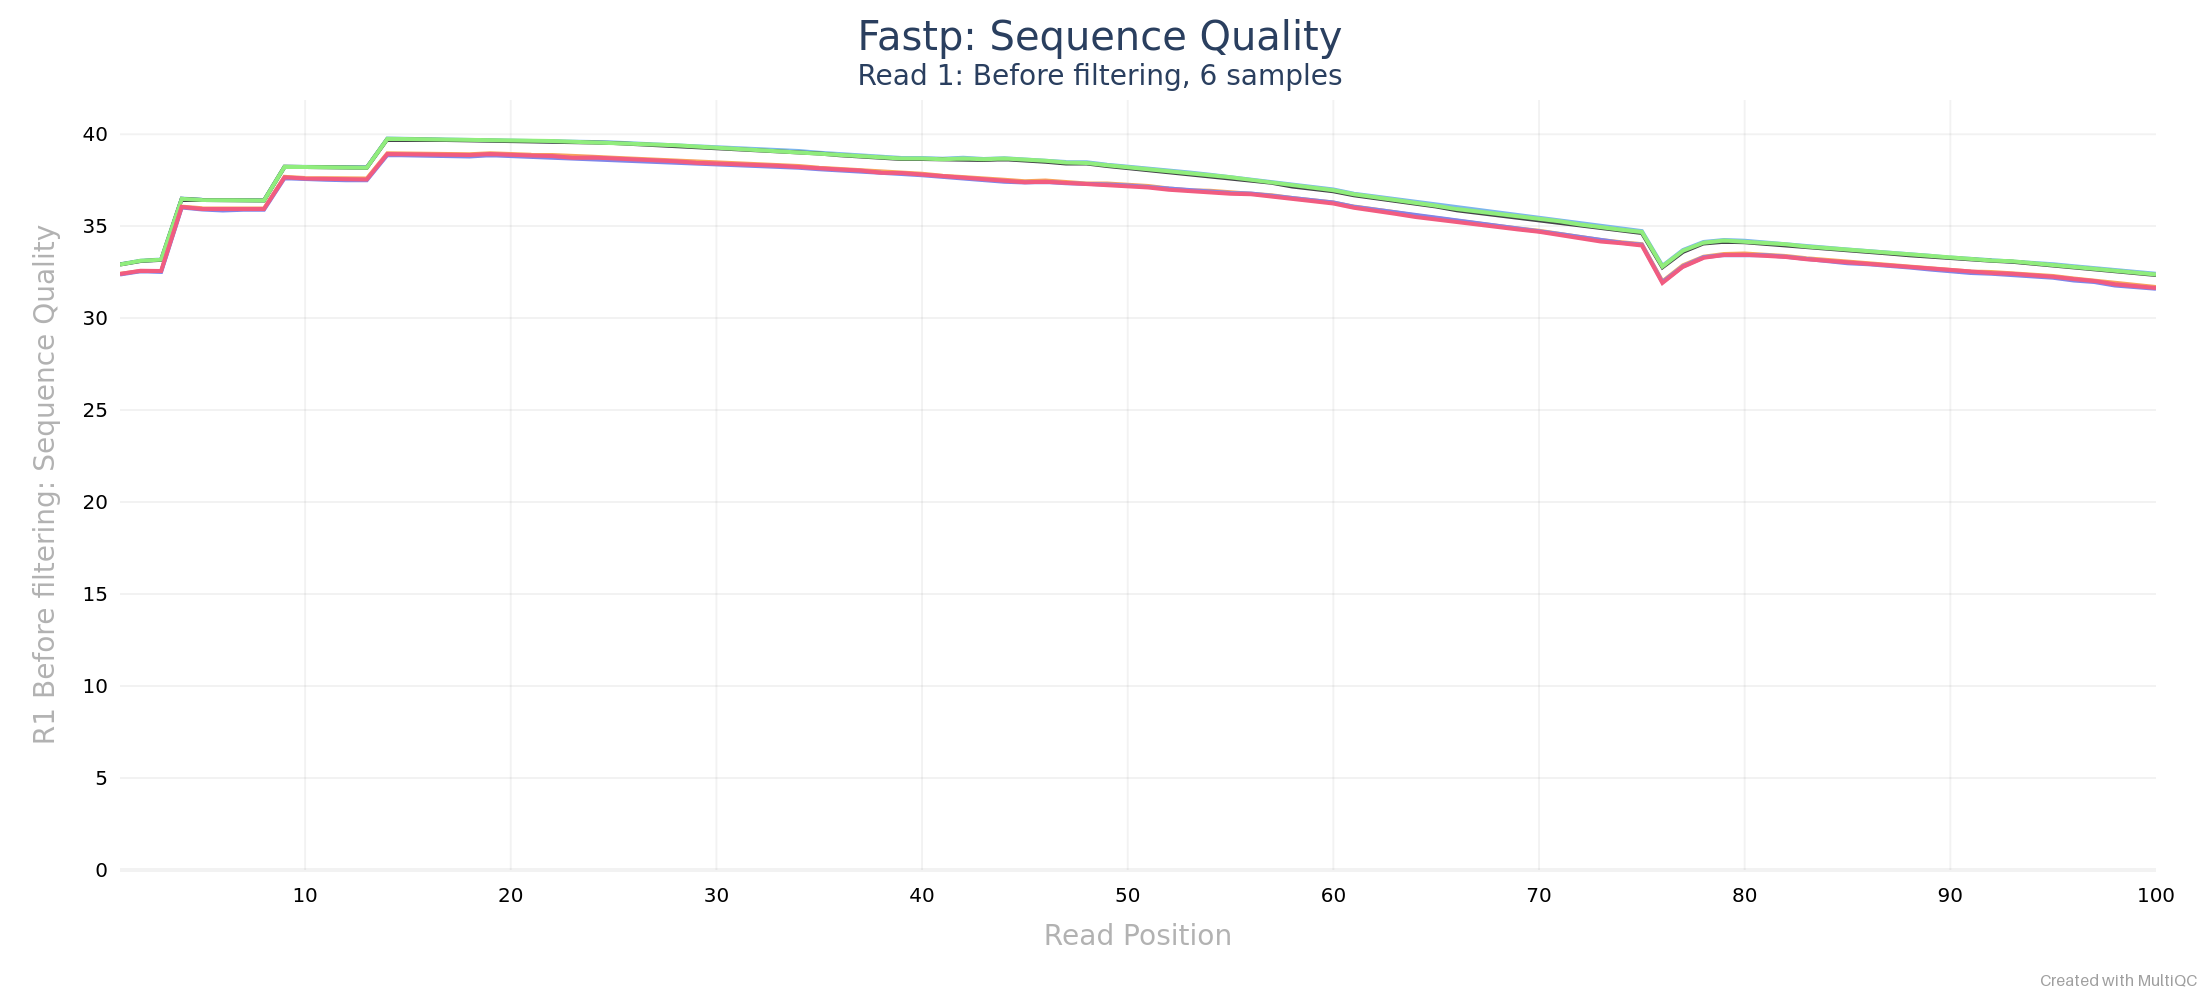 Fastp: Sequence Quality
Read 1: Before filtering, 6 samples
R1 Before filtering: Sequence Quality
40
35
30
25
20
15
10
5
0
10 20 30 40 50 60 70 80 90 100
Read Position
Created with MultiQC